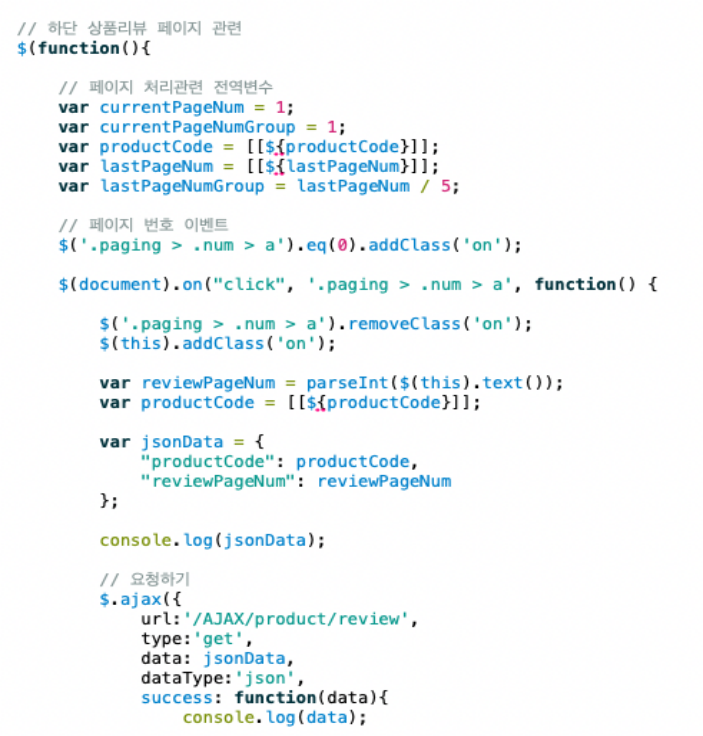 // 하단 상품리뷰 페이지 관련
$(function(){
// 페이지 처리관련 전역변수
var currentPageNum = 1;
var currentPageNumGroup = 1;
var productCode = [[${productCode}]];
var lastPageNum = [[${lastPageNum}]];
var lastPageNumGroup = lastPageNum / 5;
// 페이지 번호 이벤트
$('.paging > .num > a').eq(0).addClass('on');
$(document).on("click", '.paging > .num > a', function() {
$('.paging > .num > a').removeClass('on');
$(this).addClass('on');
var reviewPageNum = parseInt($(this).text());
var productCode = [[${productCode}]];
var jsonData = {
"productCode": productCode,
"reviewPageNum": reviewPageNum
};
console.log(jsonData);
// 요청하기
$.ajax({
url:'/AJAX/product/review',
type:'get',
data: jsonData,
dataType:'json',
success: function(data){
console.log(data);